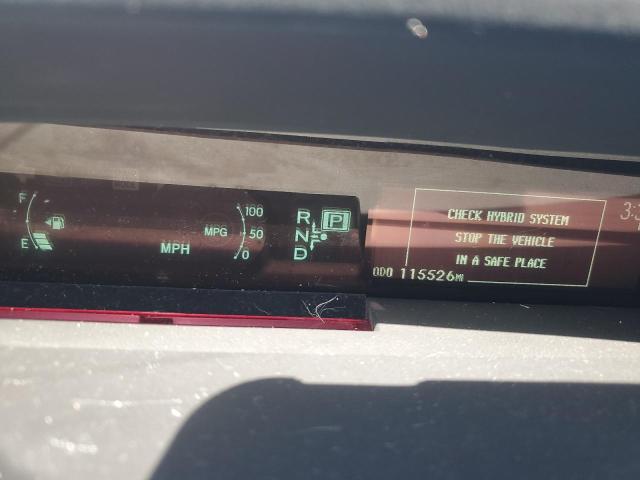 F
E
MPH
MPG
100
50
0
R
N
D
P
CHECK HYBRID SYSTEM
STOP THE VEHICLE
IN A SAFE PLACE
ODO 115526MI